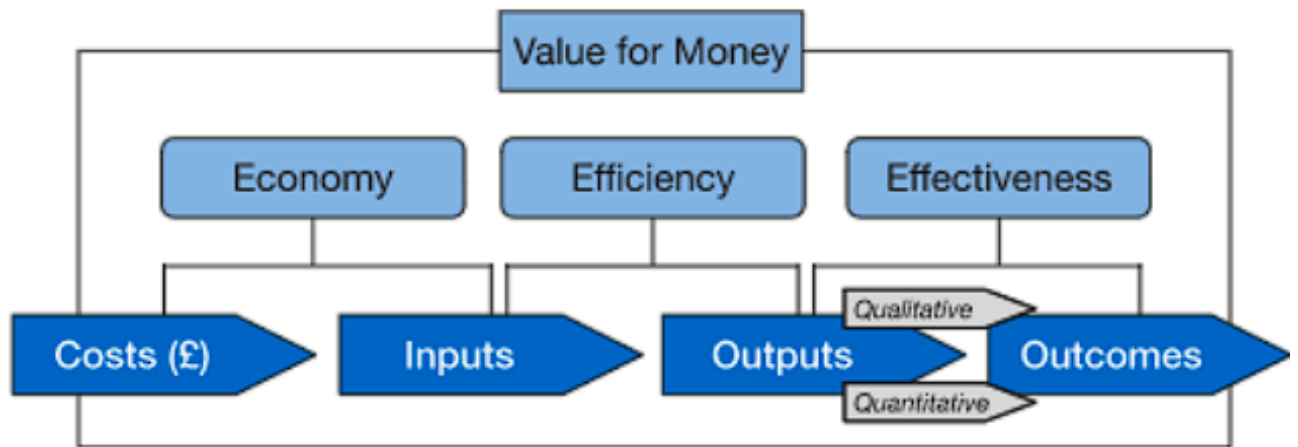 Value for Money
Economy
Efficiency
Effectiveness
Qualitative
Costs (£)
Inputs
Outputs
Outcomes
Quantitative